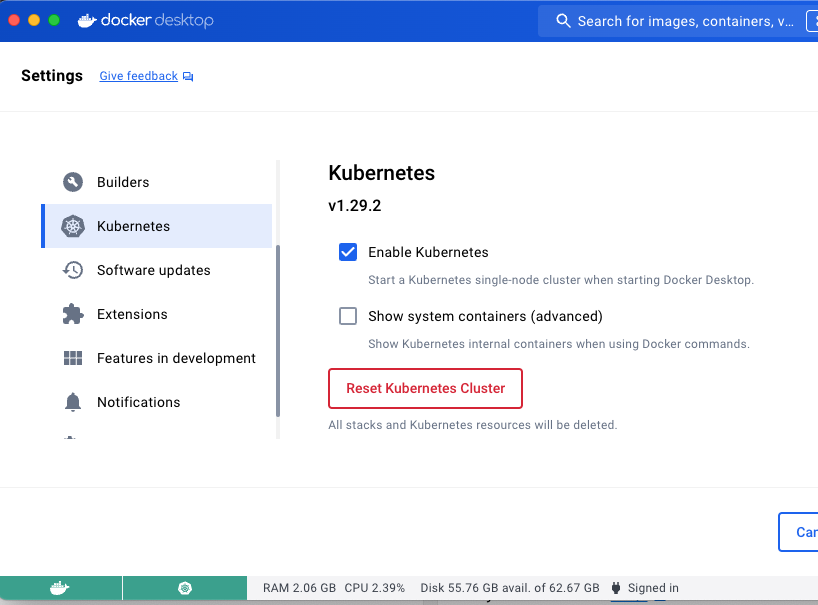 docker desktop
Search for images, containers, v...
Settings
Give feedback
Builders
Kubernetes
Software updates
Extensions
Features in development
Notifications
Kubernetes
v1.29.2
Enable Kubernetes
Start a Kubernetes single-node cluster when starting Docker Desktop.
Show system containers (advanced)
Show Kubernetes internal containers when using Docker commands.
Reset Kubernetes Cluster
All stacks and Kubernetes resources will be deleted.
RAM 2.06 GB CPU 2.39% Disk 55.76 GB avail. of 62.67 GB Signed in